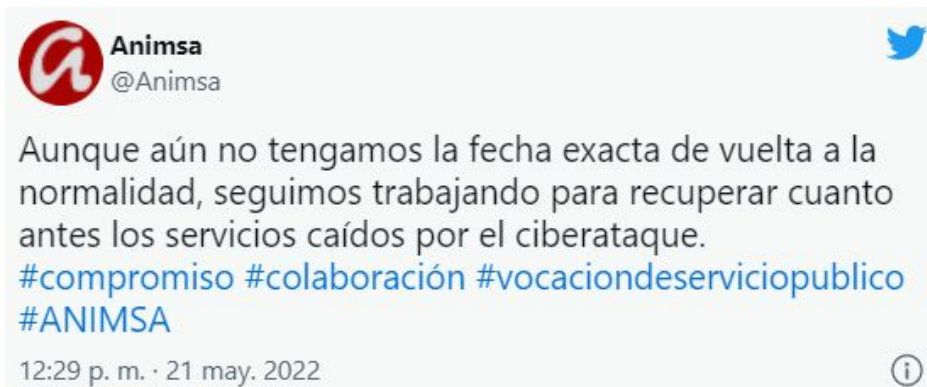 Animsa
@Animsa
Aunque aún no tengamos la fecha exacta de vuelta a la
normalidad, seguimos trabajando para recuperar cuanto
antes los servicios caídos por el ciberataque.
#compromiso #colaboración #vocaciondeserviciopublico
#ANIMSA
12:29 p. m. · 21 may. 2022